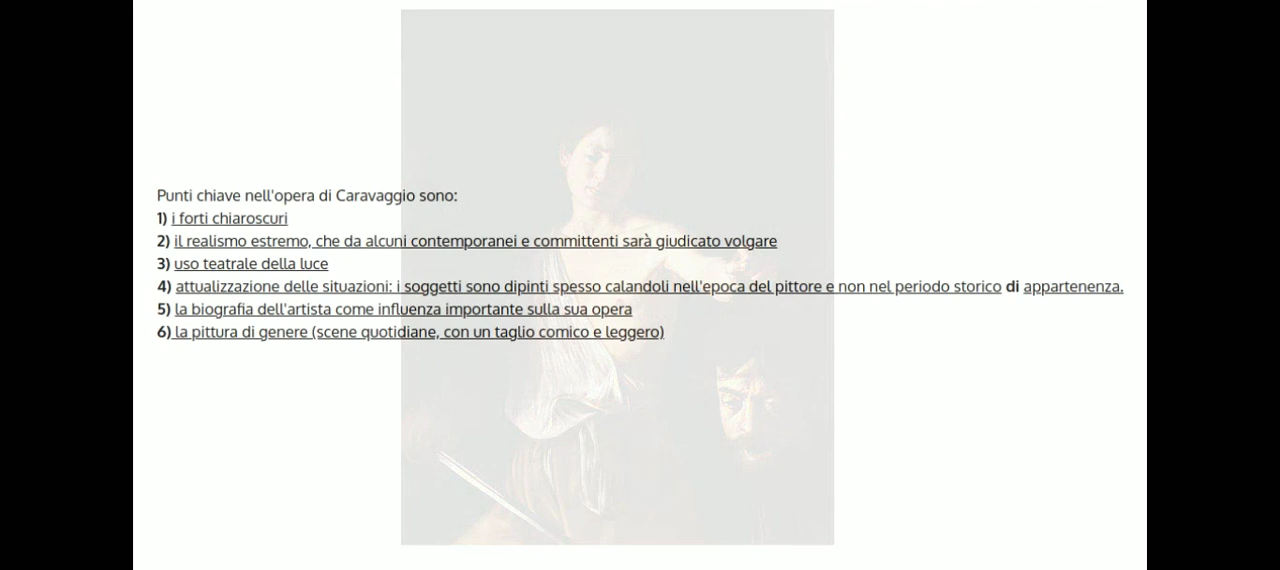 Punti chiave nell'opera di Caravaggio sono:
1) i forti chiaroscuri
2) il realismo estremo, che da alcuni contemporanei e committenti sarà giudicato volgare
3) uso teatrale della luce
4) attualizzazione delle situazioni: i soggetti sono dipinti spesso calandoli nell'epoca del pittore e non nel periodo storico di appartenenza.
5) la biografia dell'artista come influenza importante sulla sua opera
6) la pittura di genere (scene quotidiane, con un taglio comico e leggero)